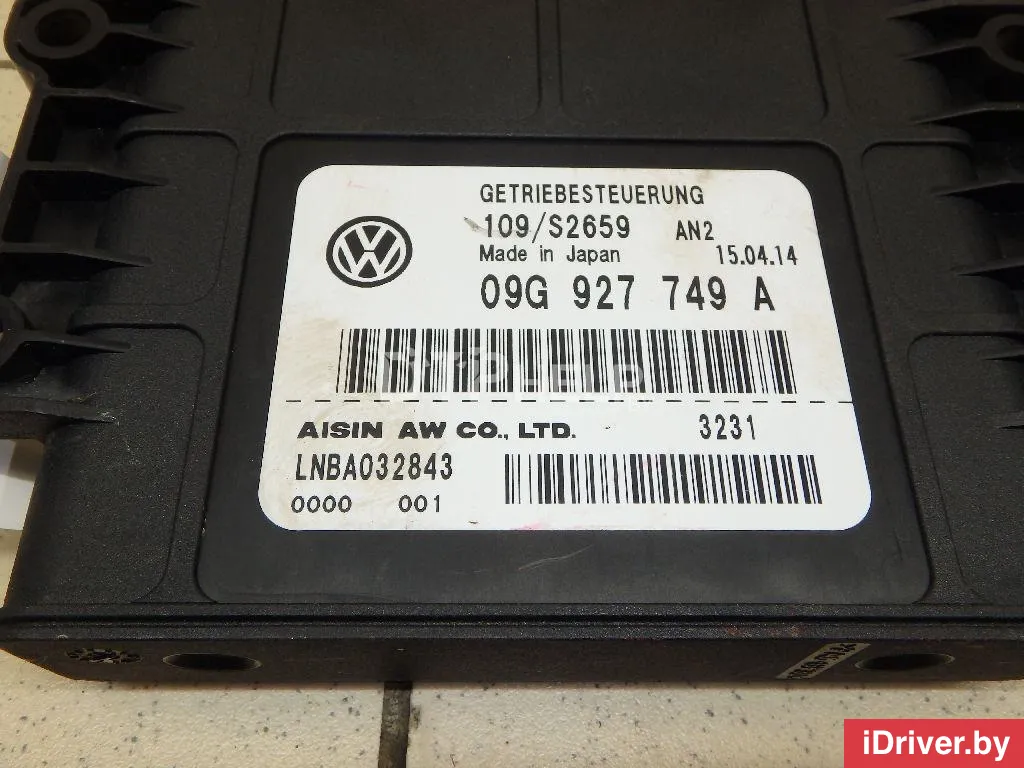 GETRIEBESTEUERUNG
109/S2659 AN2
Made in Japan 15.04.14
09G 927 749 A
AISIN AW CO., LTD. 3231
LNBA032843
0000 001
iDriver.by